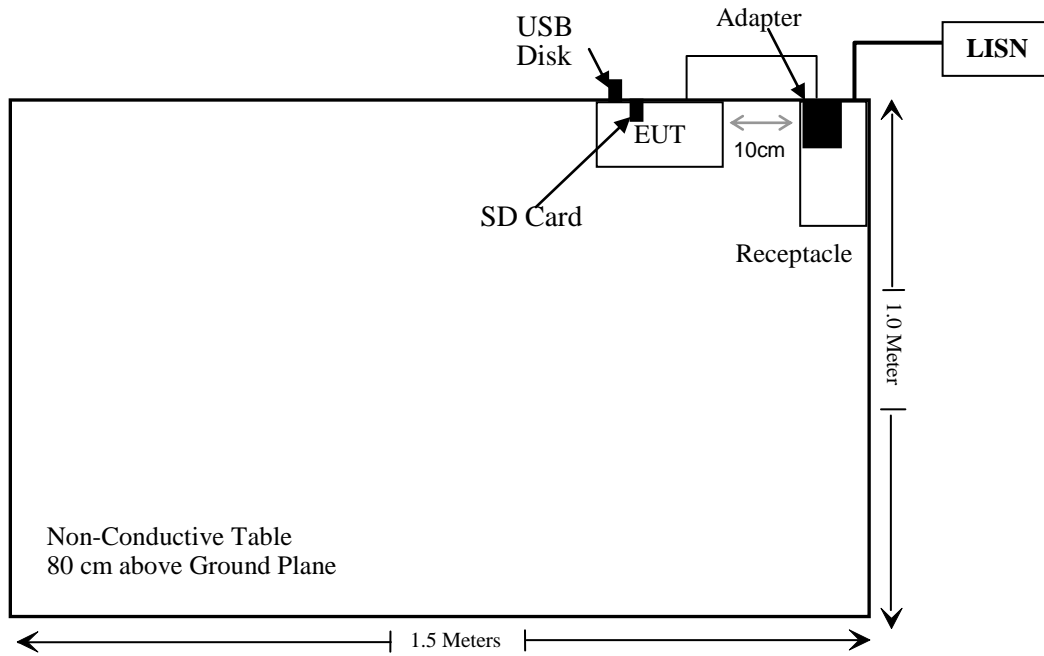 USB
Disk
Adapter
LISN
EUT
10cm
SD Card
Receptacle
1.0 Meter
Non-Conductive Table
80 cm above Ground Plane
1.5 Meters